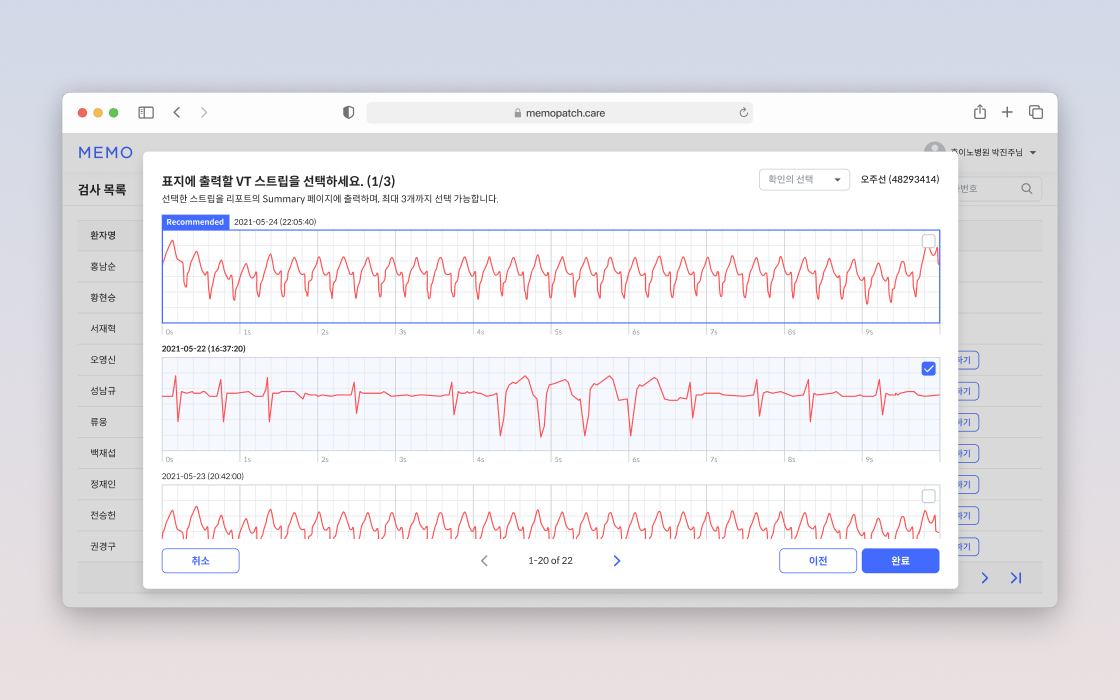 memopatch.care
MEMO
휴이노병원 박진주님
검사 목록
번호
표지에 출력할 VT 스트립을 선택하세요. (1/3)
선택한 스트립을 리포트의 Summary 페이지에 출력하며, 최대 3개까지 선택 가능합니다.
확인의 선택
오주선 (48293414)
Recommended 2021-05-24 (22:05:40)
0s 1s 2s 3s 4s 5s 6s 7s 8s 9s
2021-05-22 (16:37:20)
0s 1s 2s 3s 4s 5s 6s 7s 8s 9s
2021-05-23 (20:42:00)
취소
1-20 of 22
이전
완료
환자명
홍남순
황현승
서재혁
오영신
하기
성남규
하기
류웅
하기
백재섭
하기
정재인
하기
전승헌
하기
권경구
하기